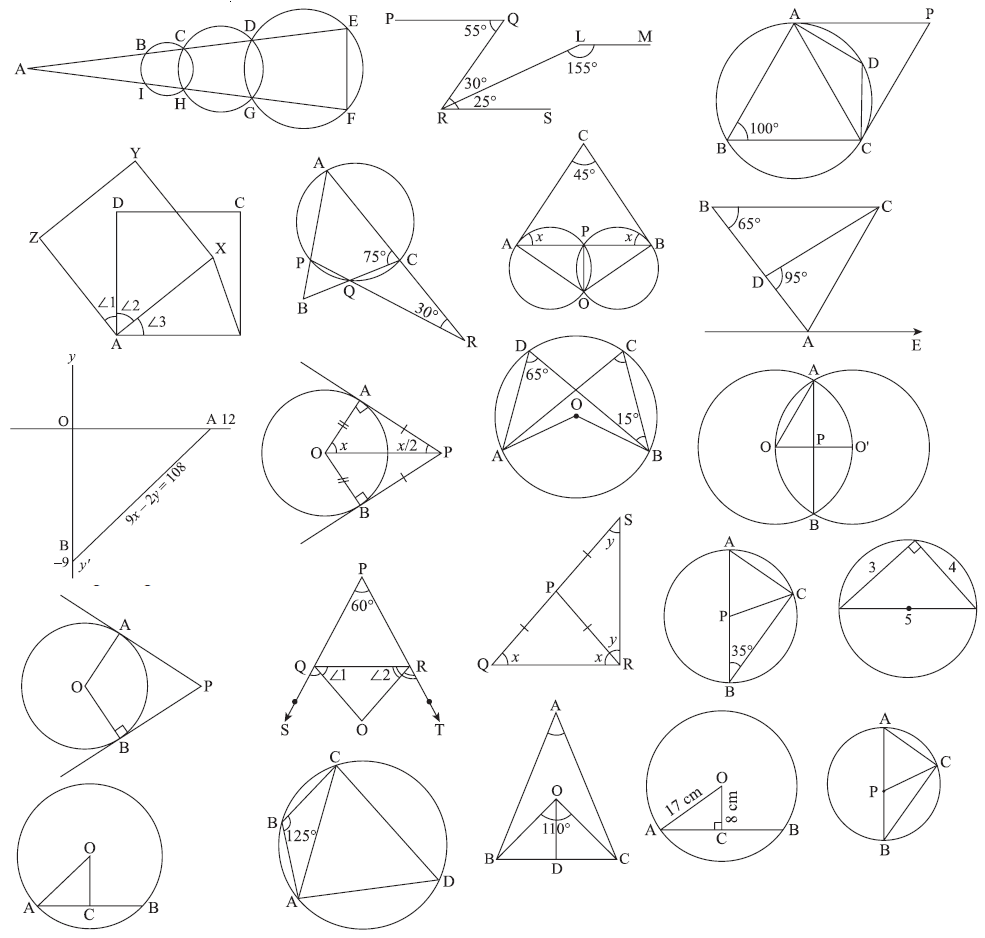 A B C D E
I H G F
P Q
55°
L M
155°
30°
25°
R S
A P
D
100°
B C
Y
D C
Z X
∠1 ∠2
∠3
A
A
P 75° C
B Q
30°
R
C
45°
A x P x B
O
B C
65°
D 95°
A E
y
O A 12
9x – 2y = 108
B
–9 y′
A
O x x/2 P
B
D C
65°
O
15°
A B
A
O P O′
B
A
O P
B
P
60°
Q ∠1 ∠2 R
S O T
S
y
P
y
Q x x R
A
C
P
35°
B
3 4
5
O
A C B
C
B
125°
A D
A
O
110°
B D C
O
17 cm
8 cm
A C B
A
C
P
B